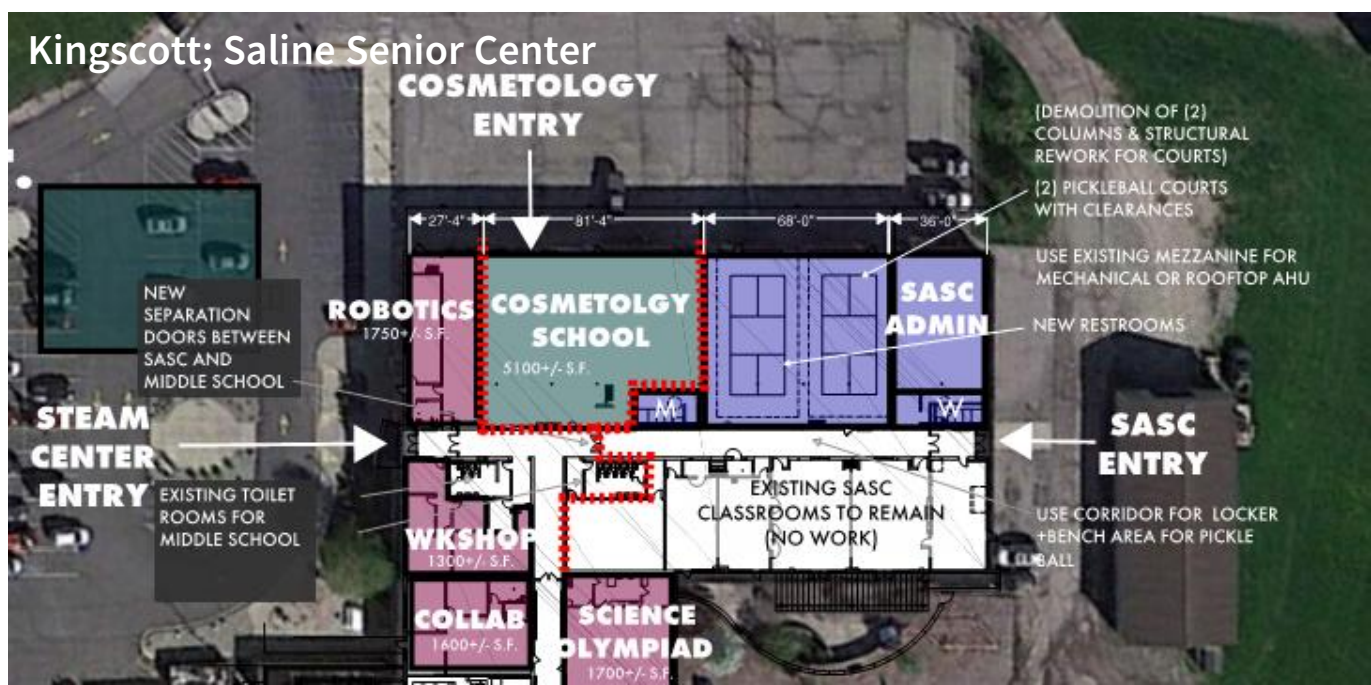 Kingscott; Saline Senior Center
COSMETOLOGY
ENTRY
(DEMOLITION OF (2)
COLUMNS & STRUCTURAL
REWORK FOR COURTS)
(2) PICKLEBALL COURTS
WITH CLEARANCES
USE EXISTING MEZZANINE FOR
MECHANICAL OR ROOFTOP AHU
NEW RESTROOMS
27'-4"
81'-4"
68'-0"
36'-0"
NEW
SEPARATION
DOORS BETWEEN
SASC AND
MIDDLE SCHOOL
ROBOTICS
1750+/- S.F.
COSMETOLGY
SCHOOL
5100+/- S.F.
SASC
ADMIN
M
W
STEAM
CENTER
ENTRY
SASC
ENTRY
EXISTING TOILET
ROOMS FOR
MIDDLE SCHOOL
WKSHOP
1300+/- S.F.
EXISTING SASC
CLASSROOMS TO REMAIN
(NO WORK)
USE CORRIDOR FOR LOCKER
+BENCH AREA FOR PICKLE
BALL
COLLAB
1600+/- S.F.
SCIENCE
OLYMPIAD
1700+/- S.F.